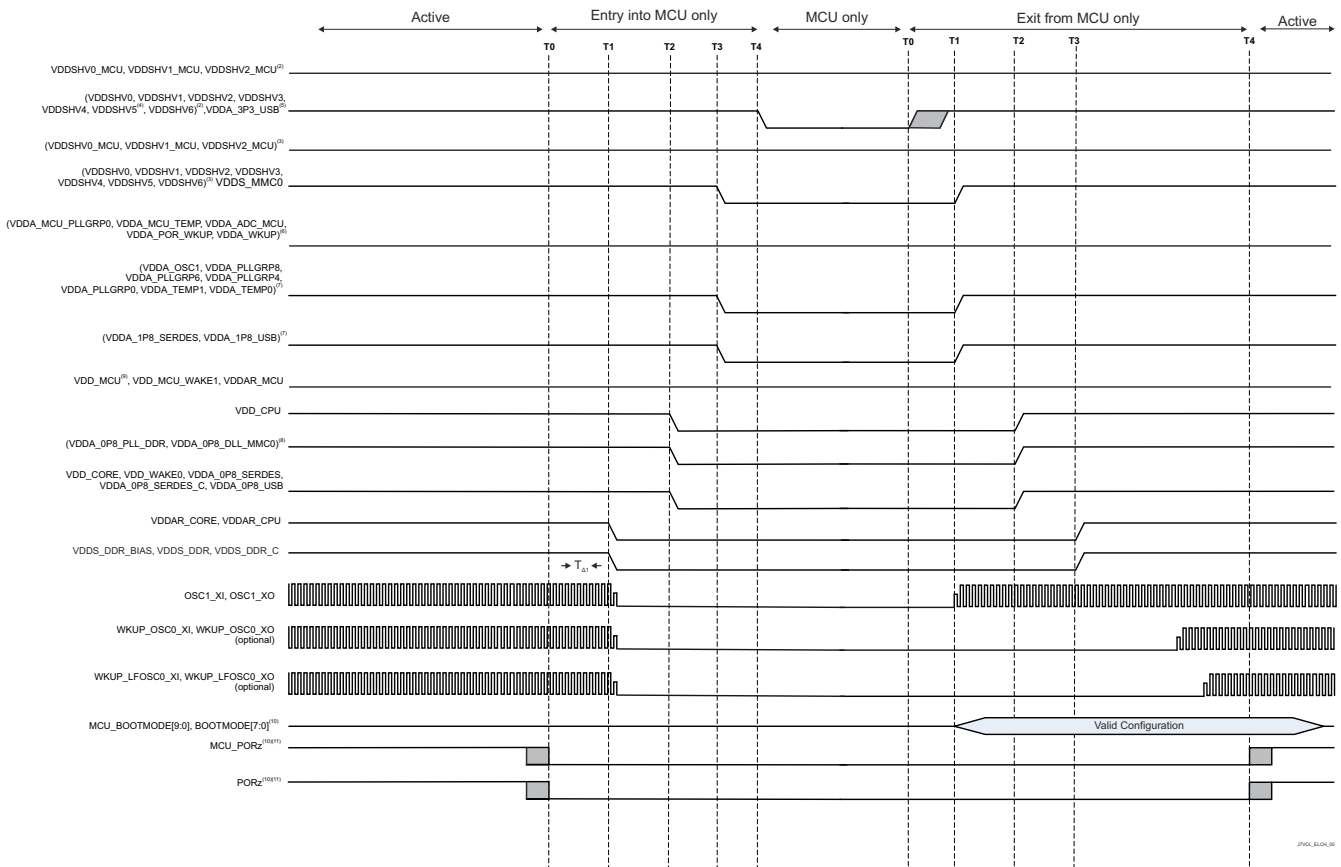 Active
Entry into MCU only
MCU only
Exit from MCU only
Active
T0
T1
T2
T3
T4
T0
T1
T2
T3
T4
VDDSHV0_MCU, VDDSHV1_MCU, VDDSHV2_MCU(2)
(VDDSHV0, VDDSHV1, VDDSHV2, VDDSHV3,
VDDSHV4, VDDSHV5(4), VDDSHV6)(2),VDDA_3P3_USB(5)
(VDDSHV0_MCU, VDDSHV1_MCU, VDDSHV2_MCU)(3)
(VDDSHV0, VDDSHV1, VDDSHV2, VDDSHV3,
VDDSHV4, VDDSHV5, VDDSHV6)(3) VDDS_MMC0
(VDDA_MCU_PLLGRP0, VDDA_MCU_TEMP, VDDA_ADC_MCU,
VDDA_POR_WKUP, VDDA_WKUP)(6)
(VDDA_OSC1, VDDA_PLLGRP8,
VDDA_PLLGRP6, VDDA_PLLGRP4,
VDDA_PLLGRP0, VDDA_TEMP1, VDDA_TEMP0)(7)
(VDDA_1P8_SERDES, VDDA_1P8_USB)(7)
VDD_MCU(9), VDD_MCU_WAKE1, VDDAR_MCU
VDD_CPU
(VDDA_0P8_PLL_DDR, VDDA_0P8_DLL_MMC0)(8)
VDD_CORE, VDD_WAKE0, VDDA_0P8_SERDES,
VDDA_0P8_SERDES_C, VDDA_0P8_USB
VDDAR_CORE, VDDAR_CPU
VDDS_DDR_BIAS, VDDS_DDR, VDDS_DDR_C
TΔ1
OSC1_XI, OSC1_XO
WKUP_OSC0_XI, WKUP_OSC0_XO
(optional)
WKUP_LFOSC0_XI, WKUP_LFOSC0_XO
(optional)
MCU_BOOTMODE[9:0], BOOTMODE[7:0](10)
Valid Configuration
MCU_PORz(10)(11)
PORz(10)(11)
J7VCL_ELCH_05